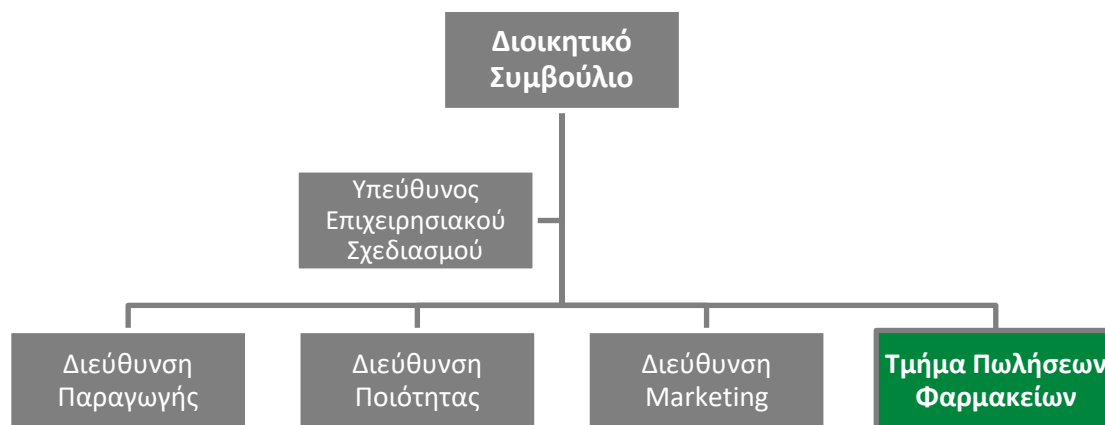 Διοικητικό
Συμβούλιο
Υπεύθυνος
Επιχειρησιακού
Σχεδιασμού
Διεύθυνση
Παραγωγής
Διεύθυνση
Ποιότητας
Διεύθυνση
Marketing
Τμήμα Πωλήσεων
Φαρμακείων